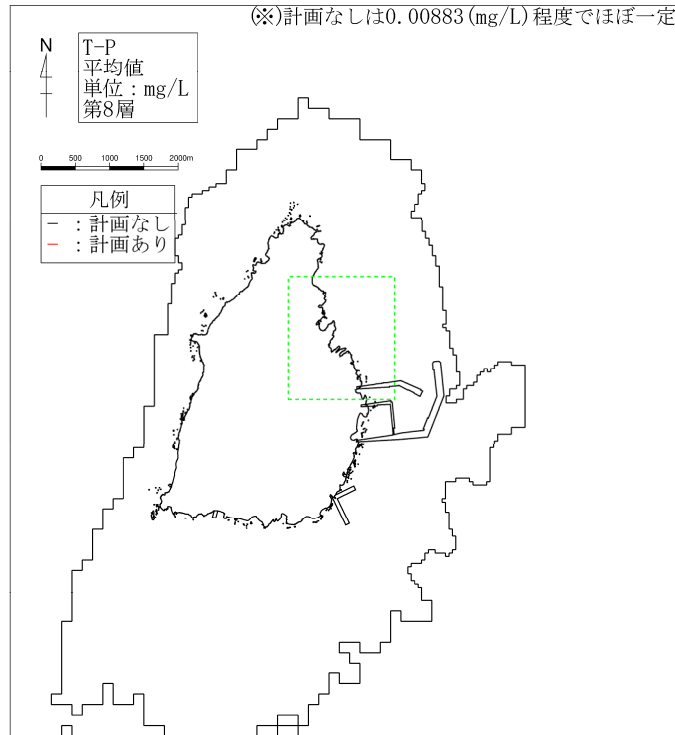 (※)計画なしは0.00883(mg/L)程度でほぼ一定
N
T-P
平均値
単位：mg/L
第8層
0 500 1000 1500 2000m
凡例
－ ：計画なし
－ ：計画あり